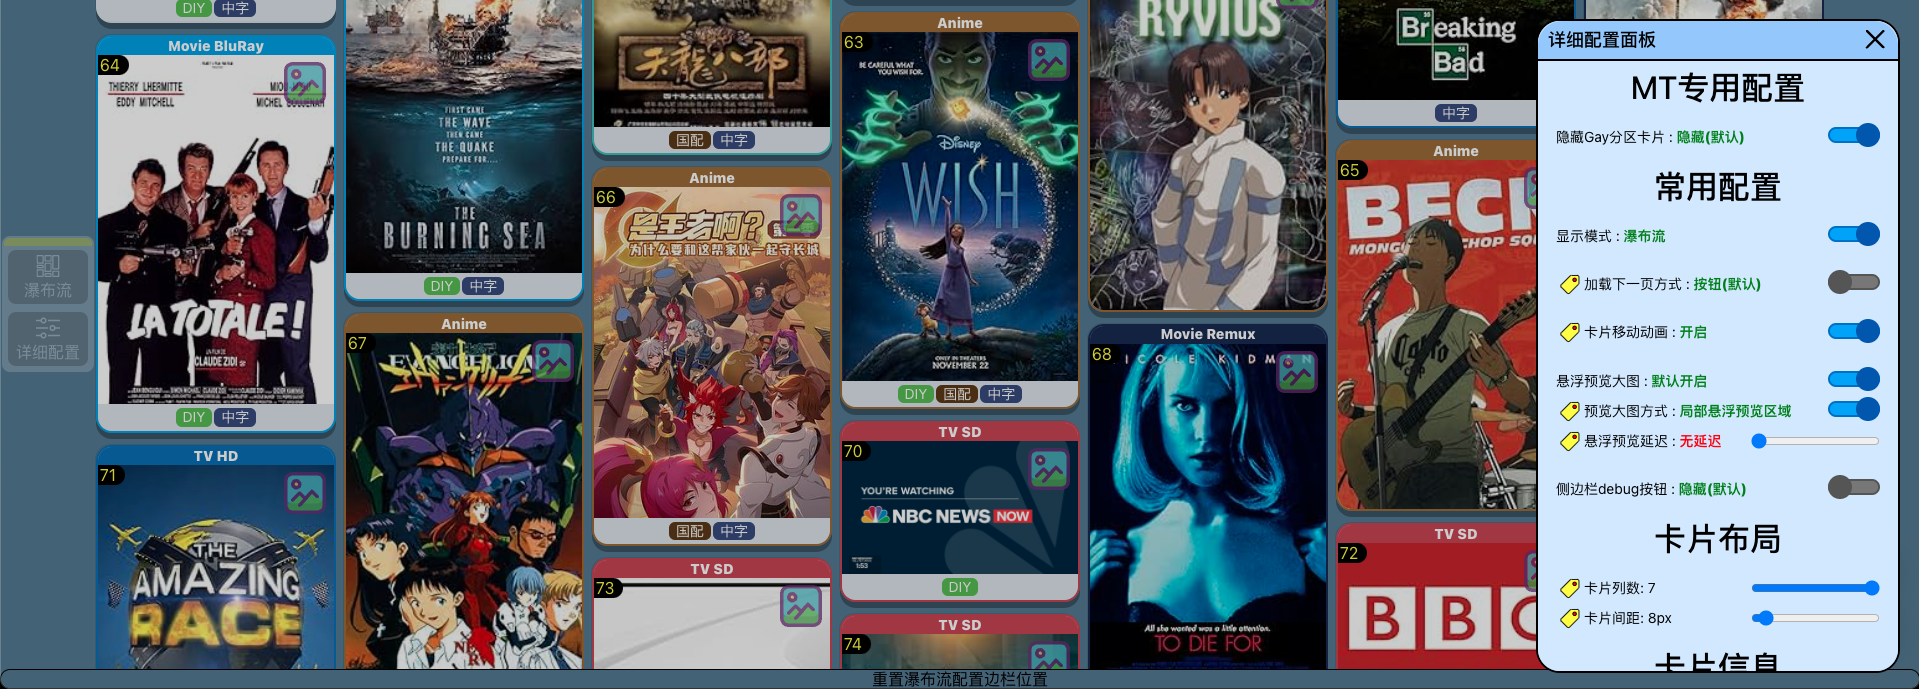 DIY 中字
Movie BluRay
64
THIERRY LHERMITTE
EDDY MITCHELL
LA TOTALE!
UN FILM DE
CLAUDE ZIDI
DIY 中字
TV HD
71
THE
AMAZING
RACE
瀑布流
详细配置
FIRST CAME
THE WAVE
THEN CAME
THE QUAKE
PREPARE FOR....
THE
BURNING SEA
DIY 中字
Anime
67
EVANGELION
NERV
天龍八部
国配 中字
Anime
66
是王者啊?
为什么要和这帮家伙一起守长城
国配 中字
TV SD
73
Anime
63
BE CAREFUL WHAT
YOU WISH FOR.
Disney
WISH
ONLY IN THEATERS
NOVEMBER 22
DIY 国配 中字
TV SD
70
YOU'RE WATCHING
NBC NEWS NOW
1:53
DIY
TV SD
74
RYVIUS
Movie Remux
68
ICOLE KIDMAN
All she wanted was a little attention.
TO DIE FOR
Breaking
Bad
中字
Anime
65
BECK
MONG CHOP SQU
TV SD
72
BBC
详细配置面板
MT专用配置
隐藏Gay分区卡片 : 隐藏(默认)
常用配置
显示模式 : 瀑布流
加载下一页方式 : 按钮(默认)
卡片移动动画 : 开启
悬浮预览大图 : 默认开启
预览大图方式 : 局部悬浮预览区域
悬浮预览延迟 : 无延迟
侧边栏debug按钮 : 隐藏(默认)
卡片布局
卡片列数: 7
卡片间距: 8px
卡片信息
重置瀑布流配置边栏位置